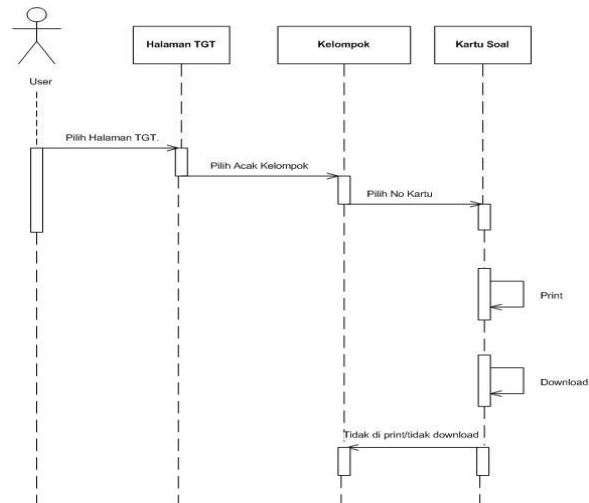 Halaman TGT
Kelompok
Kartu Soal
User
Pilih Halaman TGT.
Pilih Acak Kelompok
Pilih No Kartu
Print
Download
Tidak di print/tidak download